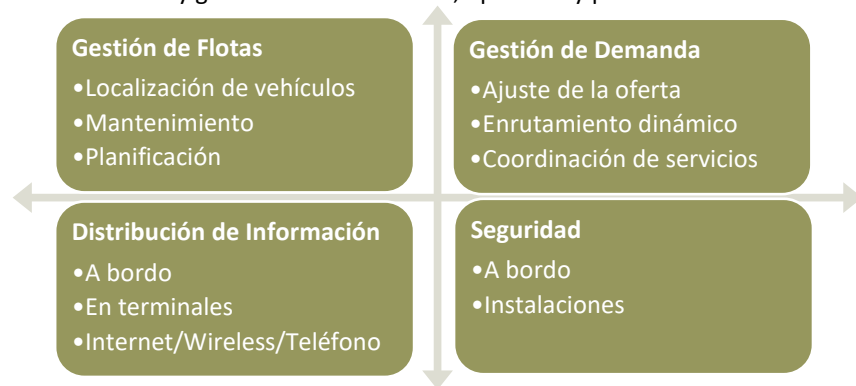 Gestión de Flotas
•Localización de vehículos
•Mantenimiento
•Planificación
Gestión de Demanda
•Ajuste de la oferta
•Enrutamiento dinámico
•Coordinación de servicios
Distribución de Información
•A bordo
•En terminales
•Internet/Wireless/Teléfono
Seguridad
•A bordo
•Instalaciones